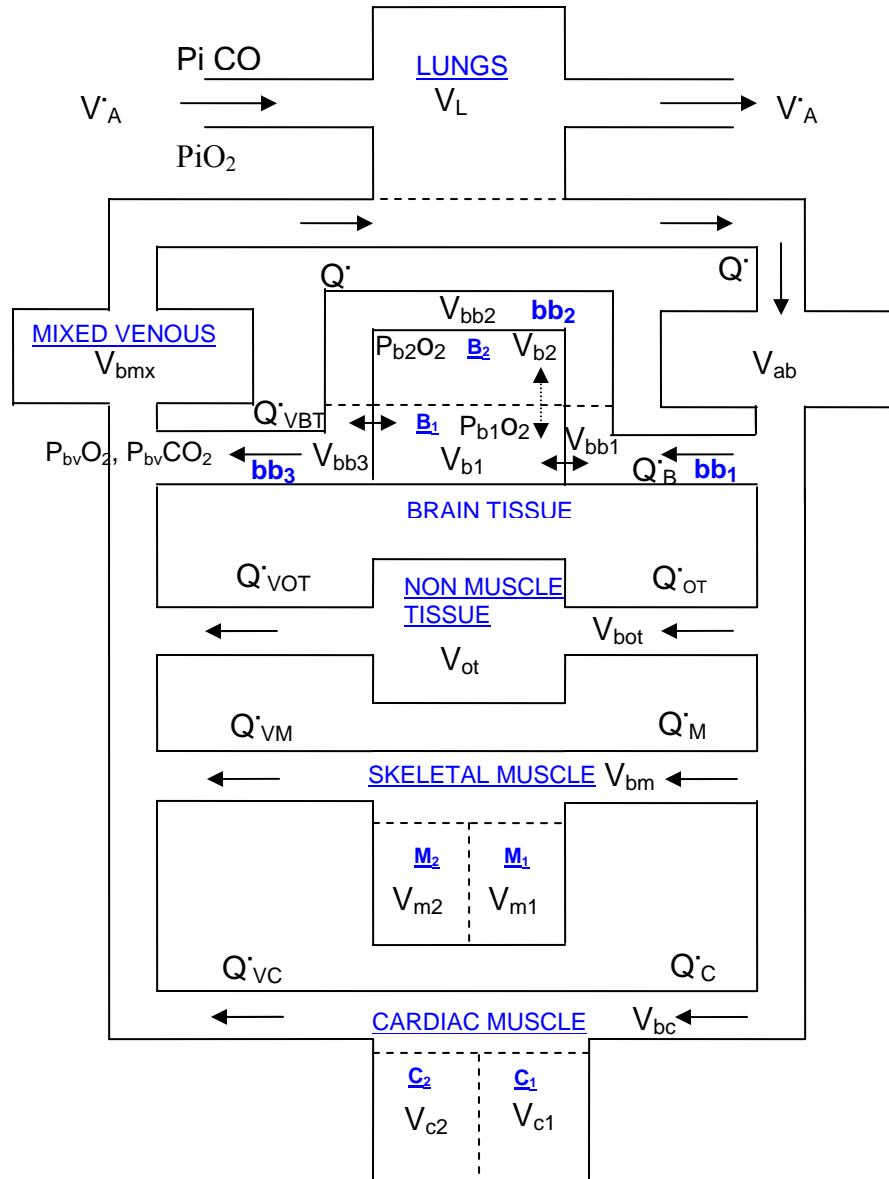 Pi CO
LUNGS
V˙A
VL
V˙A
PiO2
Q˙
Q˙
MIXED VENOUS
Vbmx
Vbb2
bb2
Pb2O2
B2
Vb2
Vab
Q˙VBT
B1
Pb1O2
Vbb1
PbvO2, PbvCO2
bb3
Vbb3
Vb1
Q˙B
bb1
BRAIN TISSUE
Q˙VOT
NON MUSCLE
TISSUE
Q˙OT
Vbot
Vot
Q˙VM
Q˙M
SKELETAL MUSCLE
Vbm
M2
M1
Vm2
Vm1
Q˙VC
Q˙C
CARDIAC MUSCLE
Vbc
C2
C1
Vc2
Vc1